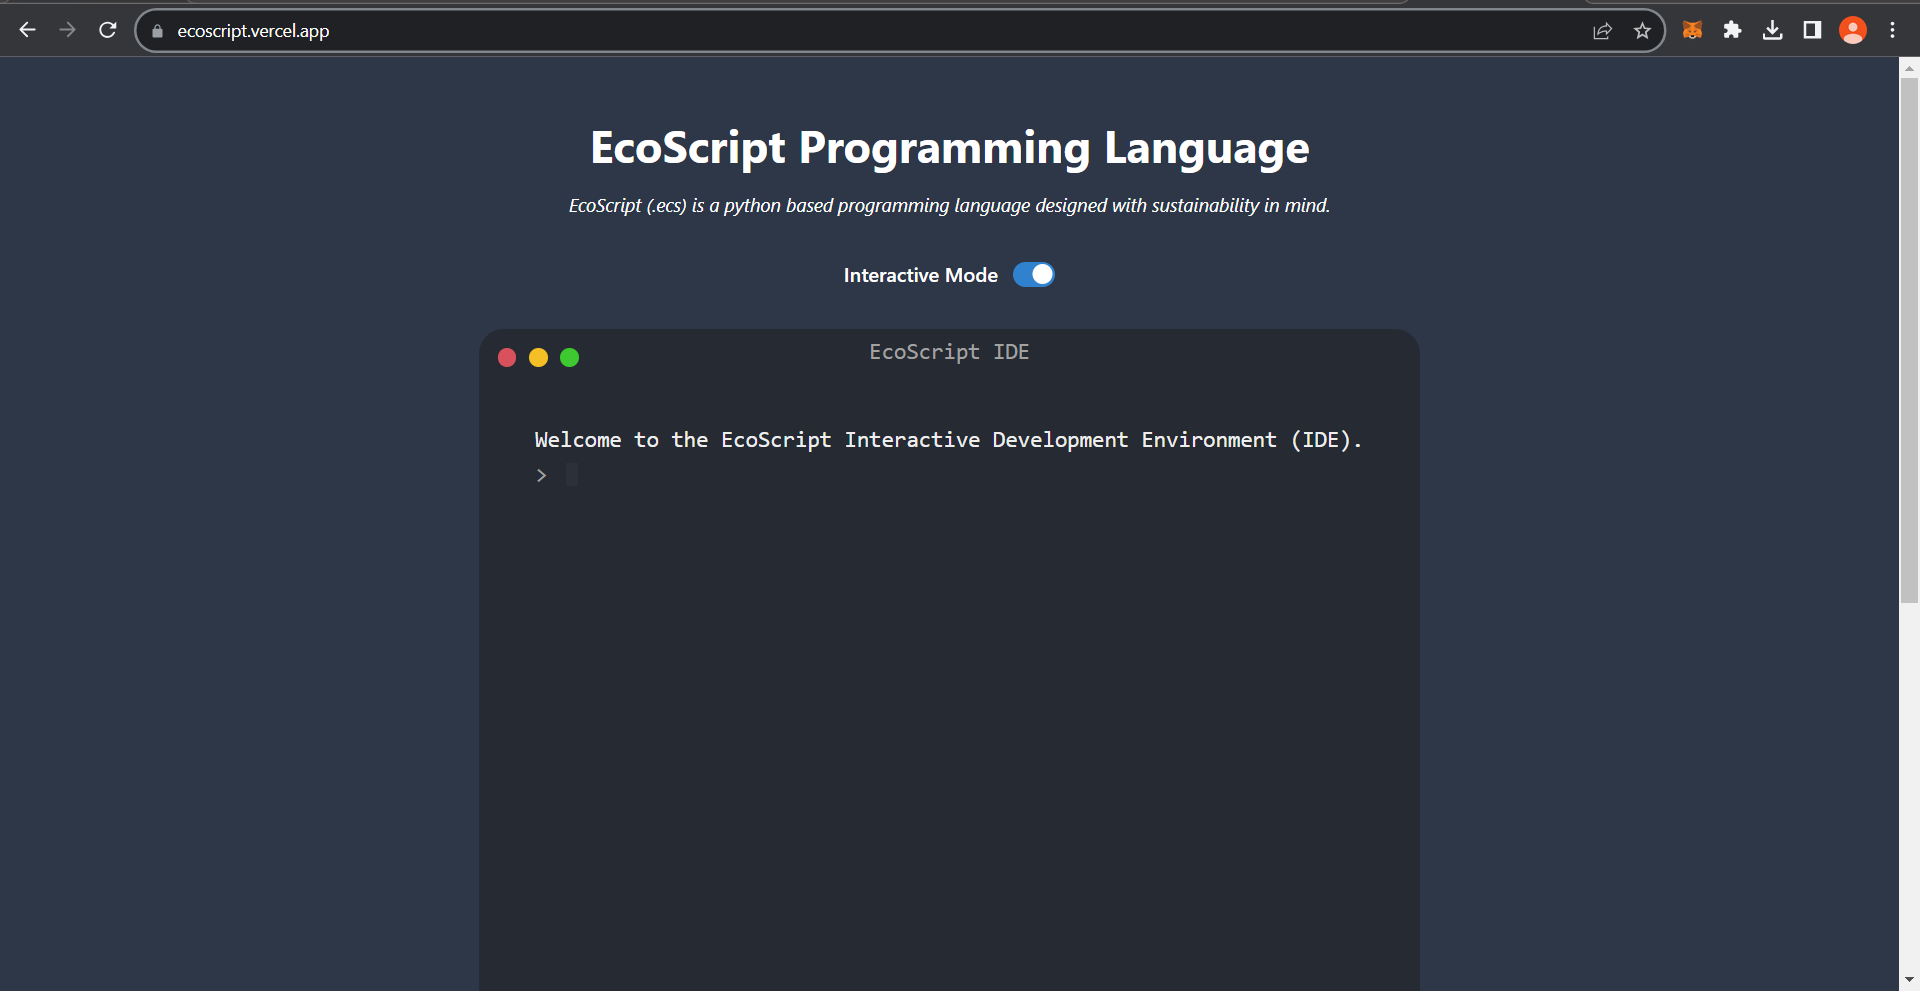 ecoscript.vercel.app
EcoScript Programming Language
EcoScript (.ecs) is a python based programming language designed with sustainability in mind.
Interactive Mode
EcoScript IDE
Welcome to the EcoScript Interactive Development Environment (IDE).
>